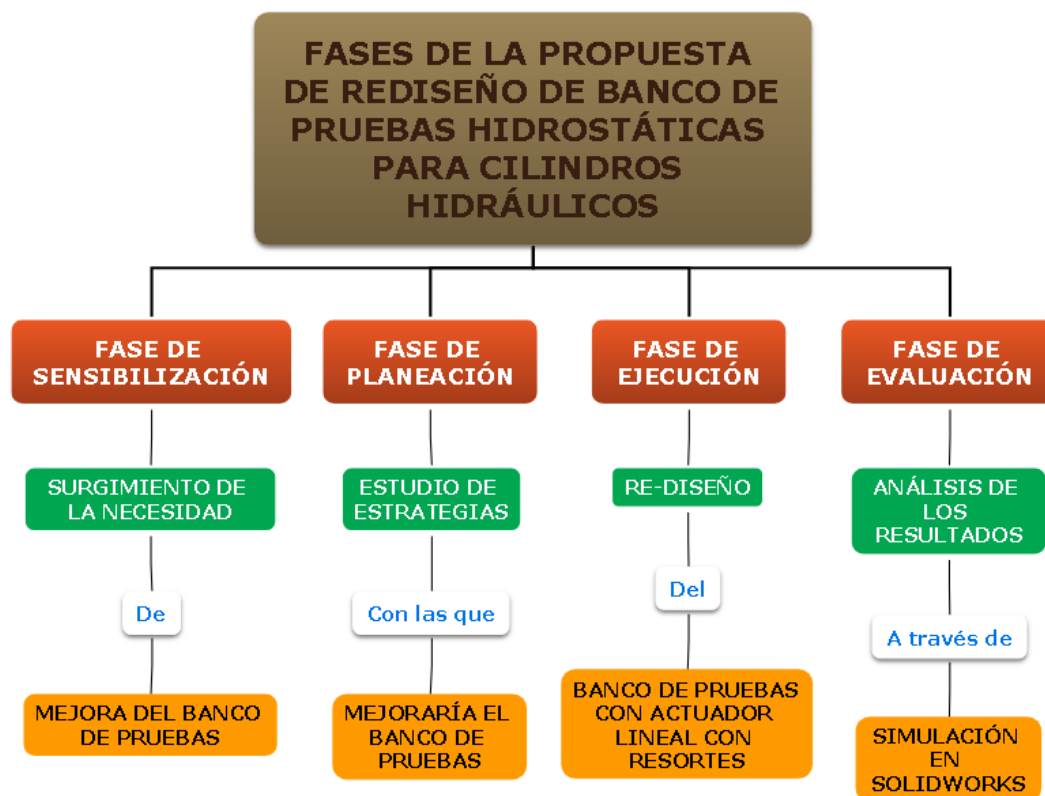 FASES DE LA PROPUESTA
DE REDISEÑO DE BANCO DE
PRUEBAS HIDROSTÁTICAS
PARA CILINDROS
HIDRÁULICOS
FASE DE
SENSIBILIZACIÓN
SURGIMIENTO DE
LA NECESIDAD
De
MEJORA DEL BANCO
DE PRUEBAS
FASE DE
PLANEACIÓN
ESTUDIO DE
ESTRATEGIAS
Con las que
MEJORARÍA EL
BANCO DE
PRUEBAS
FASE DE
EJECUCIÓN
RE-DISEÑO
Del
BANCO DE PRUEBAS
CON ACTUADOR
LINEAL CON
RESORTES
FASE DE
EVALUACIÓN
ANÁLISIS DE
LOS
RESULTADOS
A través de
SIMULACIÓN
EN
SOLIDWORKS